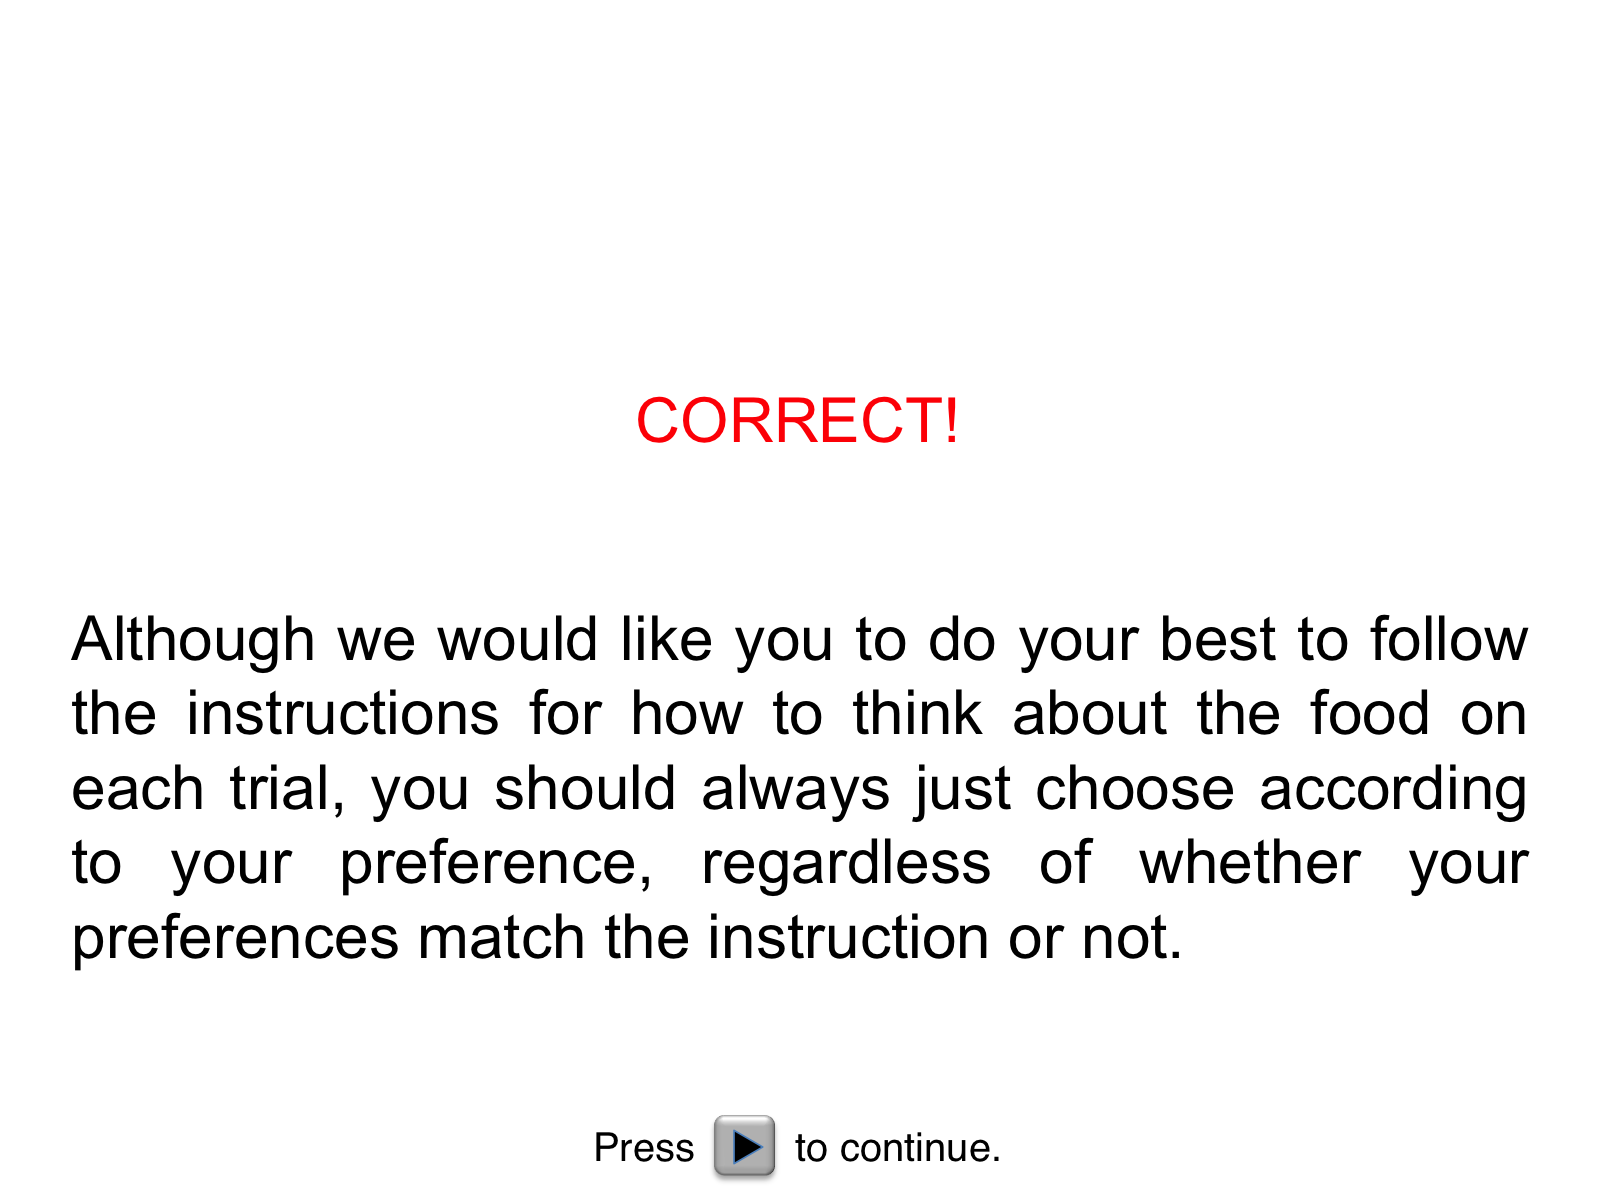 CORRECT!
Although we would like you to do your best to follow
the instructions for how to think about the food on
each trial, you should always just choose according
to your preference, regardless of whether your
preferences match the instruction or not.
Press to continue.